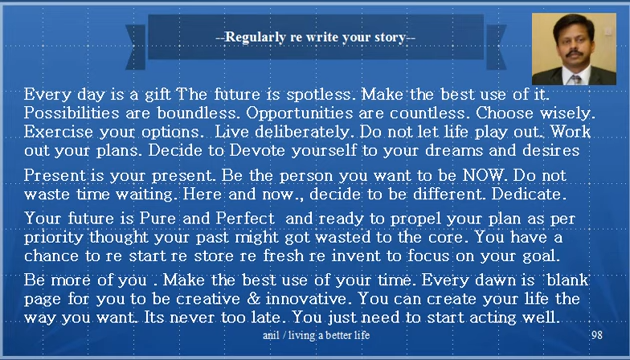 --Regularly re write your story--
Every day is a gift The future is spotless. Make the best use of it.
Possibilities are boundless. Opportunities are countless. Choose wisely.
Exercise your options.  Live deliberately. Do not let life play out. Work
out your plans. Decide to Devote yourself to your dreams and desires
Present is your present. Be the person you want to be NOW. Do not
waste time waiting. Here and now., decide to be different. Dedicate.
Your future is Pure and Perfect  and ready to propel your plan as per
priority thought your past might got wasted to the core. You have a
chance to re start re store re fresh re invent to focus on your goal.
Be more of you . Make the best use of your time. Every dawn is  blank
page for you to be creative & innovative. You can create your life the
way you want. Its never too late. You just need to start acting well.
anil / living a better life
98